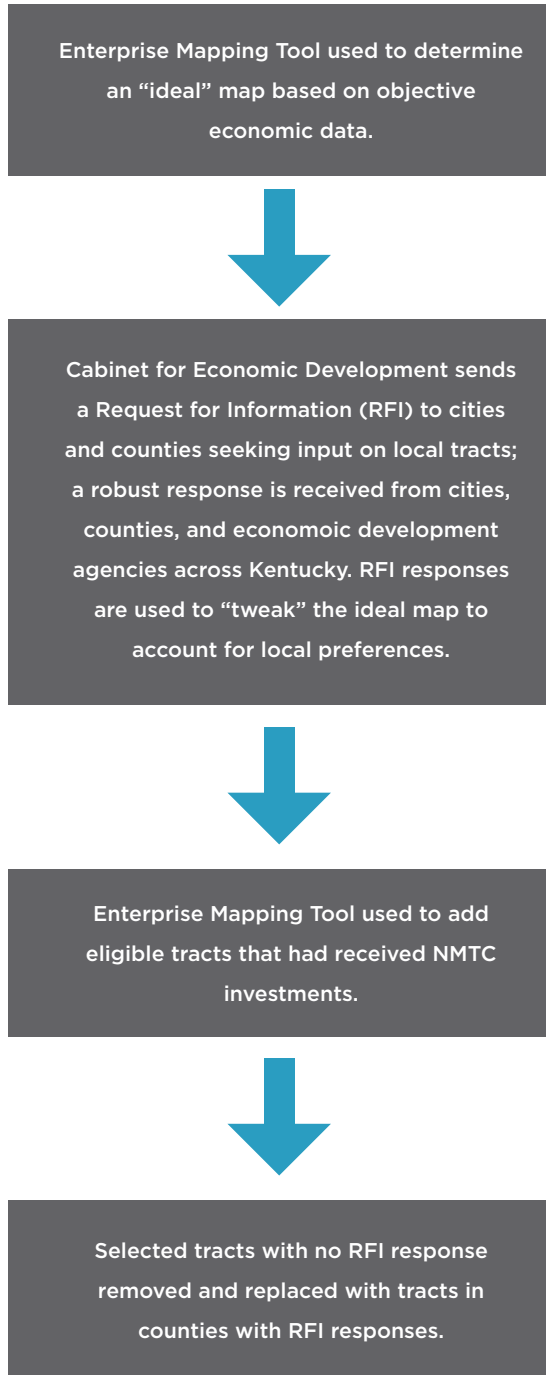 Enterprise Mapping Tool used to determine
an “ideal” map based on objective
economic data.
Cabinet for Economic Development sends
a Request for Information (RFI) to cities
and counties seeking input on local tracts;
a robust response is received from cities,
counties, and economoic development
agencies across Kentucky. RFI responses
are used to “tweak” the ideal map to
account for local preferences.
Enterprise Mapping Tool used to add
eligible tracts that had received NMTC
investments.
Selected tracts with no RFI response
removed and replaced with tracts in
counties with RFI responses.